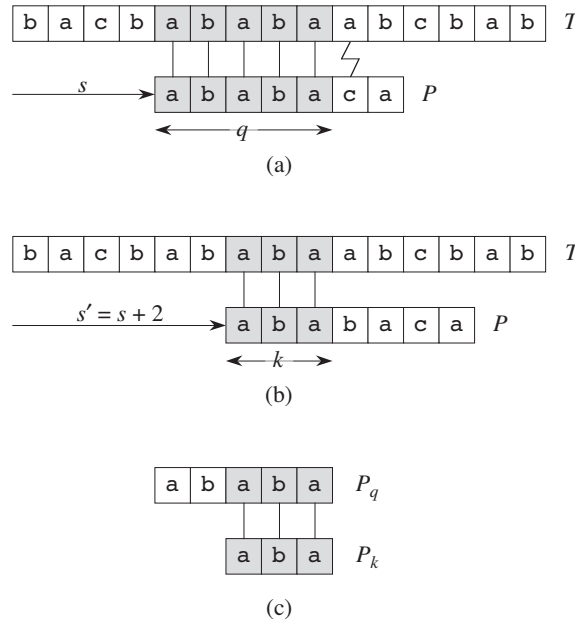 b a c b a b a b a a b c b a b T
s a b a b a c a P
q
(a)
b a c b a b a b a a b c b a b T
s′ = s + 2 a b a b a c a P
k
(b)
a b a b a P_q
a b a P_k
(c)